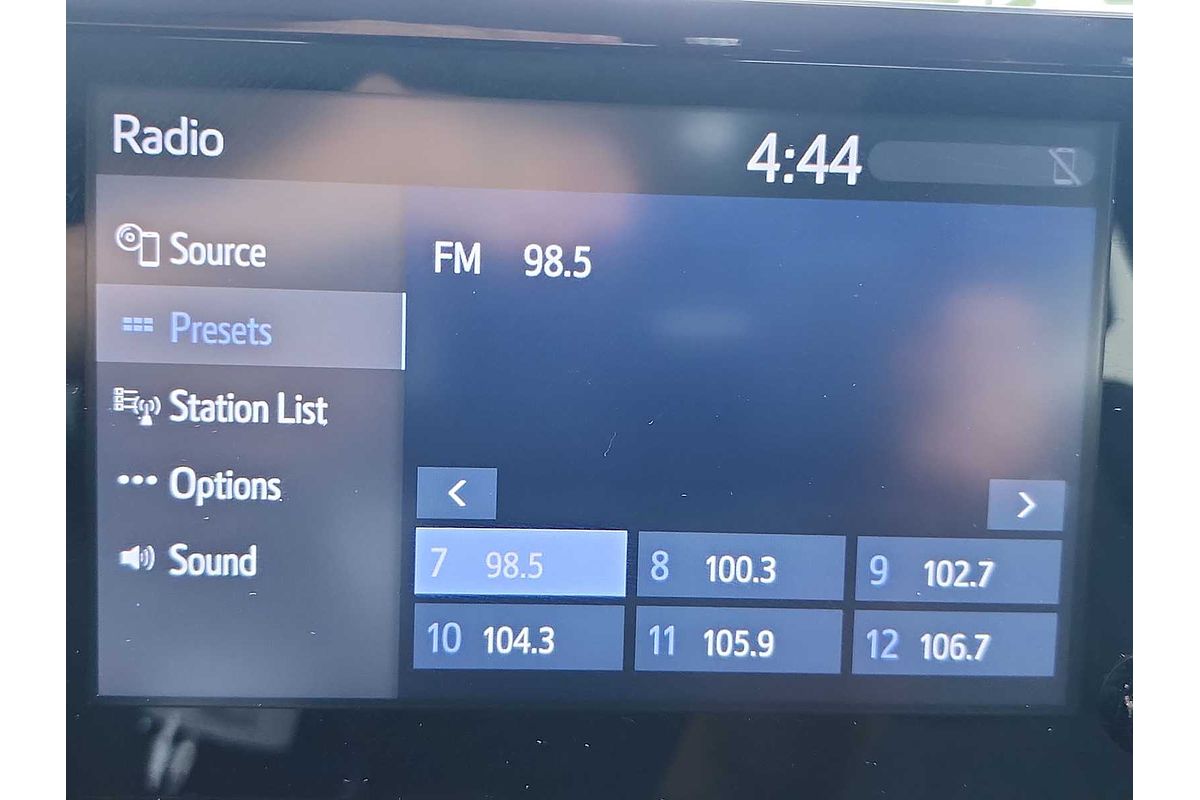 Radio
4:44
Source
Presets
Station List
Options
Sound
FM 98.5
<
>
7 98.5
8 100.3
9 102.7
10 104.3
11 105.9
12 106.7